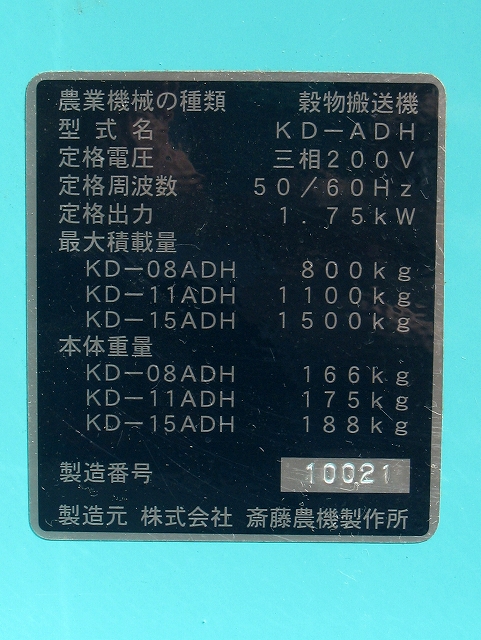 農業機械の種類 穀物搬送機
型式名 KD-ADH
定格電圧 三相200V
定格周波数 50/60Hz
定格出力 1.75kW
最大積載量
KD-08ADH 800kg
KD-11ADH 1100kg
KD-15ADH 1500kg
本体重量
KD-08ADH 166kg
KD-11ADH 175kg
KD-15ADH 188kg
製造番号 10021
製造元 株式会社 斎藤農機製作所